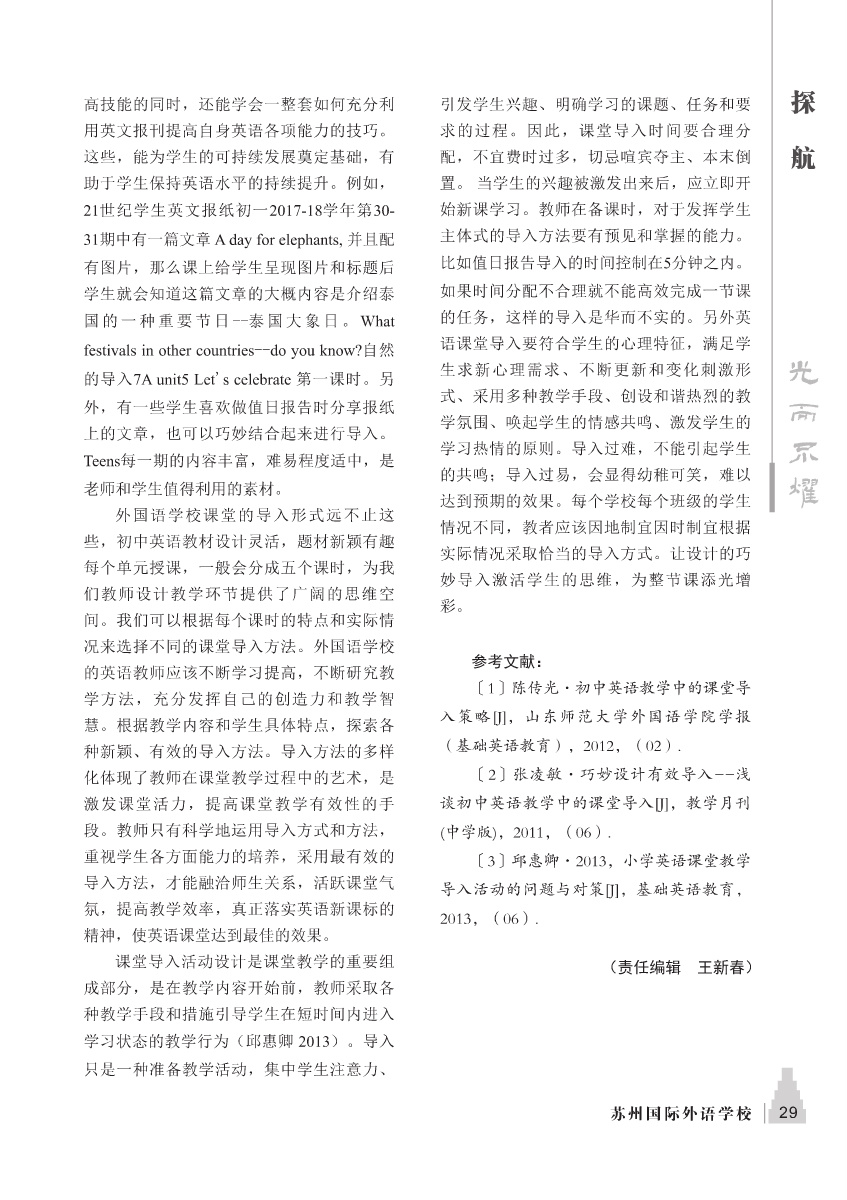 高技能的同时，还能学会一整套如何充分利
用英文报刊提高自身英语各项能力的技巧。
这些，能为学生的可持续发展奠定基础，有
助于学生保持英语水平的持续提升。例如，
21世纪学生英文报纸初一2017-18学年第30-
31期中有一篇文章 A day for elephants, 并且配
有图片，那么课上给学生呈现图片和标题后
学生就会知道这篇文章的大概内容是介绍泰
国的一种重要节日--泰国大象日。What
festivals in other countries--do you know?自然
的导入7A unit5 Let's celebrate 第一课时。另
外，有一些学生喜欢做值日报告时分享报纸
上的文章，也可以巧妙结合起来进行导入。
Teens每一期的内容丰富，难易程度适中，是
老师和学生值得利用的素材。
外国语学校课堂的导入形式远不止这
些，初中英语教材设计灵活，题材新颖有趣
每个单元授课，一般会分成五个课时，为我
们教师设计教学环节提供了广阔的思维空
间。我们可以根据每个课时的特点和实际情
况来选择不同的课堂导入方法。外国语学校
的英语教师应该不断学习提高，不断研究教
学方法，充分发挥自己的创造力和教学智
慧。根据教学内容和学生具体特点，探索各
种新颖、有效的导入方法。导入方法的多样
化体现了教师在课堂教学过程中的艺术，是
激发课堂活力，提高课堂教学有效性的手
段。教师只有科学地运用导入方式和方法，
重视学生各方面能力的培养，采用最有效的
导入方法，才能融洽师生关系，活跃课堂气
氛，提高教学效率，真正落实英语新课标的
精神，使英语课堂达到最佳的效果。
课堂导入活动设计是课堂教学的重要组
成部分，是在教学内容开始前，教师采取各
种教学手段和措施引导学生在短时间内进入
学习状态的教学行为（邱惠卿 2013）。导入
只是一种准备教学活动，集中学生注意力、
引发学生兴趣、明确学习的课题、任务和要
求的过程。因此，课堂导入时间要合理分
配，不宜费时过多，切忌喧宾夺主、本末倒
置。 当学生的兴趣被激发出来后，应立即开
始新课学习。教师在备课时，对于发挥学生
主体式的导入方法要有预见和掌握的能力。
比如值日报告导入的时间控制在5分钟之内。
如果时间分配不合理就不能高效完成一节课
的任务，这样的导入是华而不实的。另外英
语课堂导入要符合学生的心理特征，满足学
生求新心理需求、不断更新和变化刺激形
式、采用多种教学手段、创设和谐热烈的教
学氛围、唤起学生的情感共鸣、激发学生的
学习热情的原则。导入过难，不能引起学生
的共鸣；导入过易，会显得幼稚可笑，难以
达到预期的效果。每个学校每个班级的学生
情况不同，教者应该因地制宜因时制宜根据
实际情况采取恰当的导入方式。让设计的巧
妙导入激活学生的思维，为整节课添光增
彩。
参考文献：
〔1〕陈传光·初中英语教学中的课堂导
入策略[J]，山东师范大学外国语学院学报
（基础英语教育），2012，（02）.
〔2〕张凌敏·巧妙设计有效导入--浅
谈初中英语教学中的课堂导入[J]，教学月刊
(中学版)，2011，（06）.
〔3〕邱惠卿·2013，小学英语课堂教学
导入活动的问题与对策[J]，基础英语教育，
2013，（06）.
（责任编辑 王新春）
探航
光而不耀
苏州国际外语学校 29